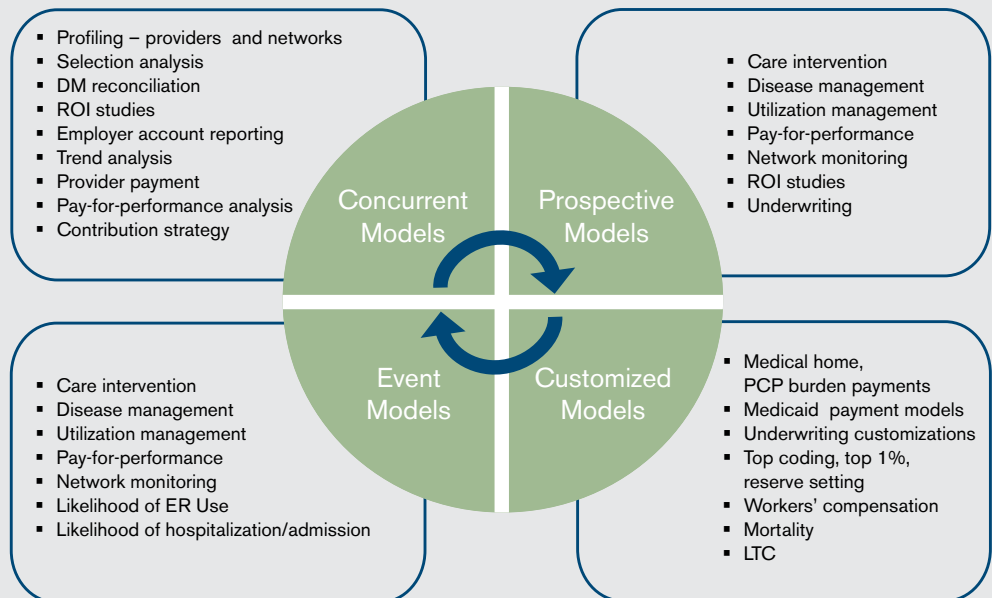 ▪ Profiling – providers and networks
▪ Selection analysis
▪ DM reconciliation
▪ ROI studies
▪ Employer account reporting
▪ Trend analysis
▪ Provider payment
▪ Pay-for-performance analysis
▪ Contribution strategy
▪ Care intervention
▪ Disease management
▪ Utilization management
▪ Pay-for-performance
▪ Network monitoring
▪ ROI studies
▪ Underwriting
Concurrent
Models
Prospective
Models
Event
Models
Customized
Models
▪ Care intervention
▪ Disease management
▪ Utilization management
▪ Pay-for-performance
▪ Network monitoring
▪ Likelihood of ER Use
▪ Likelihood of hospitalization/admission
▪ Medical home,
PCP burden payments
▪ Medicaid payment models
▪ Underwriting customizations
▪ Top coding, top 1%,
reserve setting
▪ Workers' compensation
▪ Mortality
▪ LTC